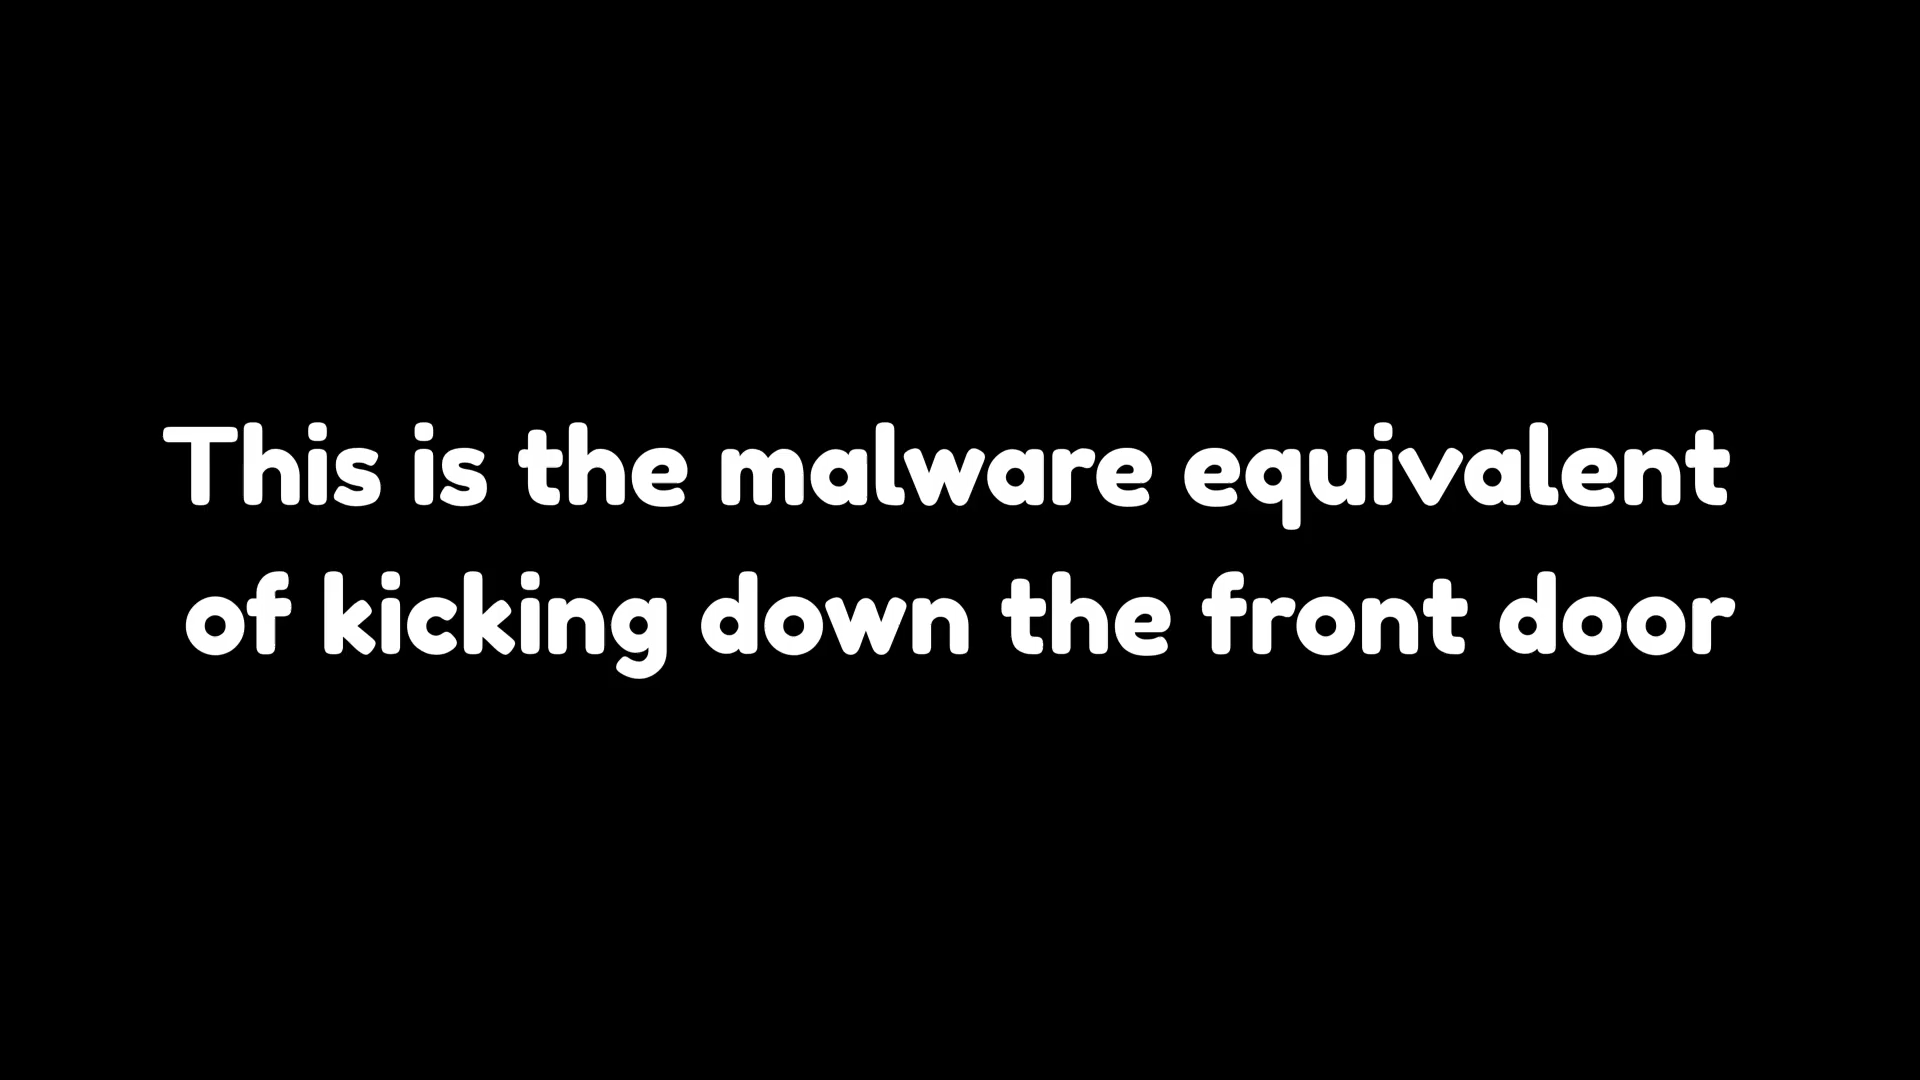 This is the malware equivalent
of kicking down the front door